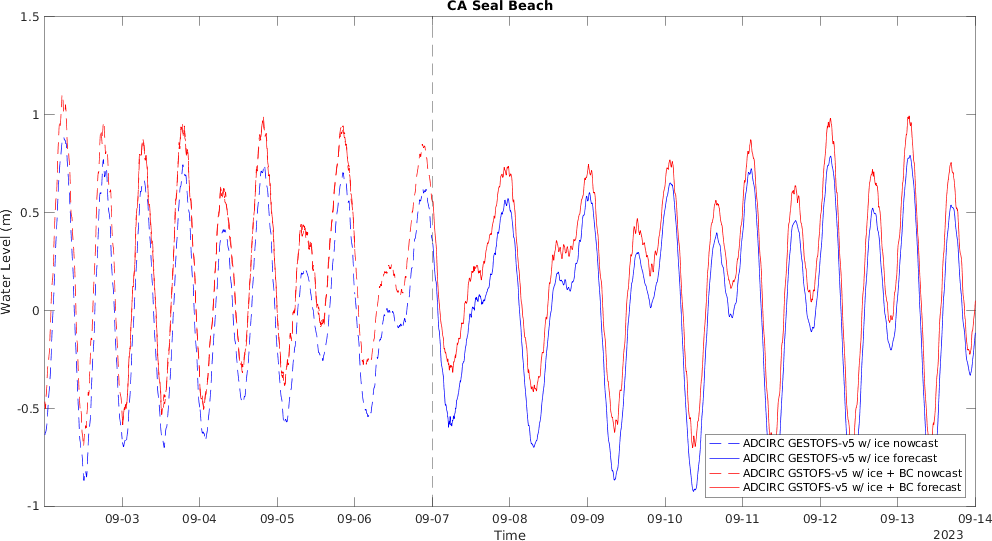 CA Seal Beach
1.5
1
0.5
0
-0.5
-1
Water Level (m)
ADCIRC GESTOFS-v5 w/ ice nowcast
ADCIRC GESTOFS-v5 w/ ice forecast
ADCIRC GSTOFS-v5 w/ ice + BC nowcast
ADCIRC GSTOFS-v5 w/ ice + BC forecast
09-03 09-04 09-05 09-06 09-07 09-08 09-09 09-10 09-11 09-12 09-13 09-14
Time 2023